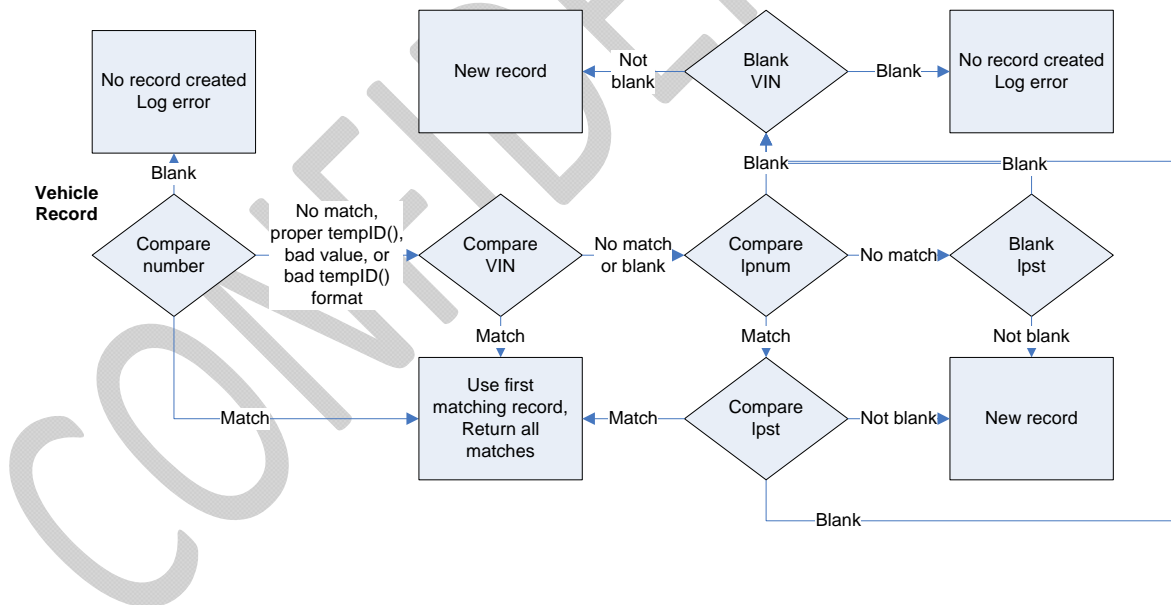 CONFIDE
No record created
Log error
New record
Not
blank
Blank
VIN
Blank
No record created
Log error
Blank
Vehicle
Record
Blank
Blank
Compare
number
No match,
proper tempID(),
bad value, or
bad tempID()
format
Compare
VIN
No match
or blank
Compare
lpnum
No match
Blank
lpst
Match
Match
Not blank
Match
Use first
matching record,
Return all
matches
Match
Compare
lpst
Not blank
New record
Blank